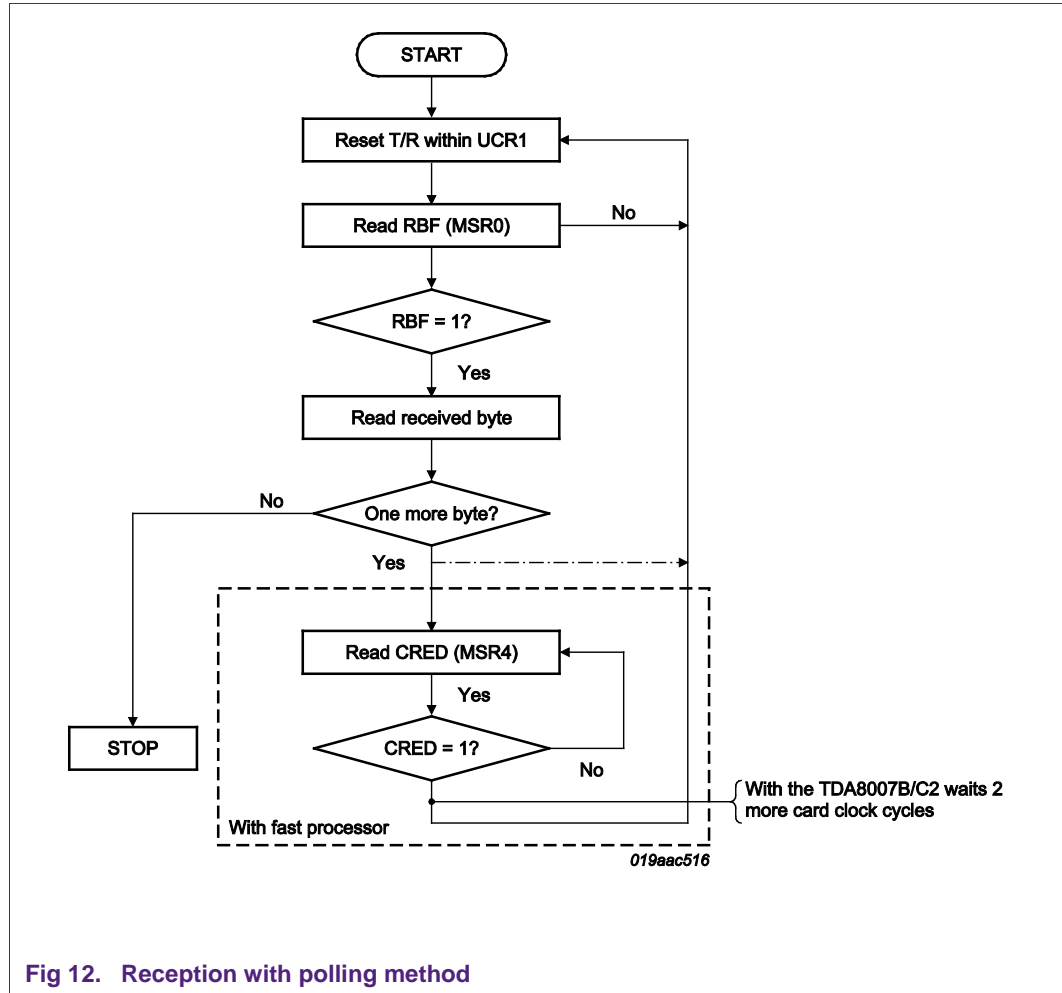 START
Reset T/R within UCR1
Read RBF (MSR0)
No
RBF = 1?
Yes
Read received byte
No
One more byte?
Yes
Read CRED (MSR4)
Yes
STOP
CRED = 1?
No
With the TDA8007B/C2 waits 2
more card clock cycles
With fast processor
019aac516
Fig 12. Reception with polling method